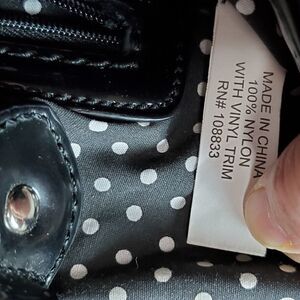 MADE IN CHINA
100% NYLON
WITH VINYL TRIM
RN# 108833